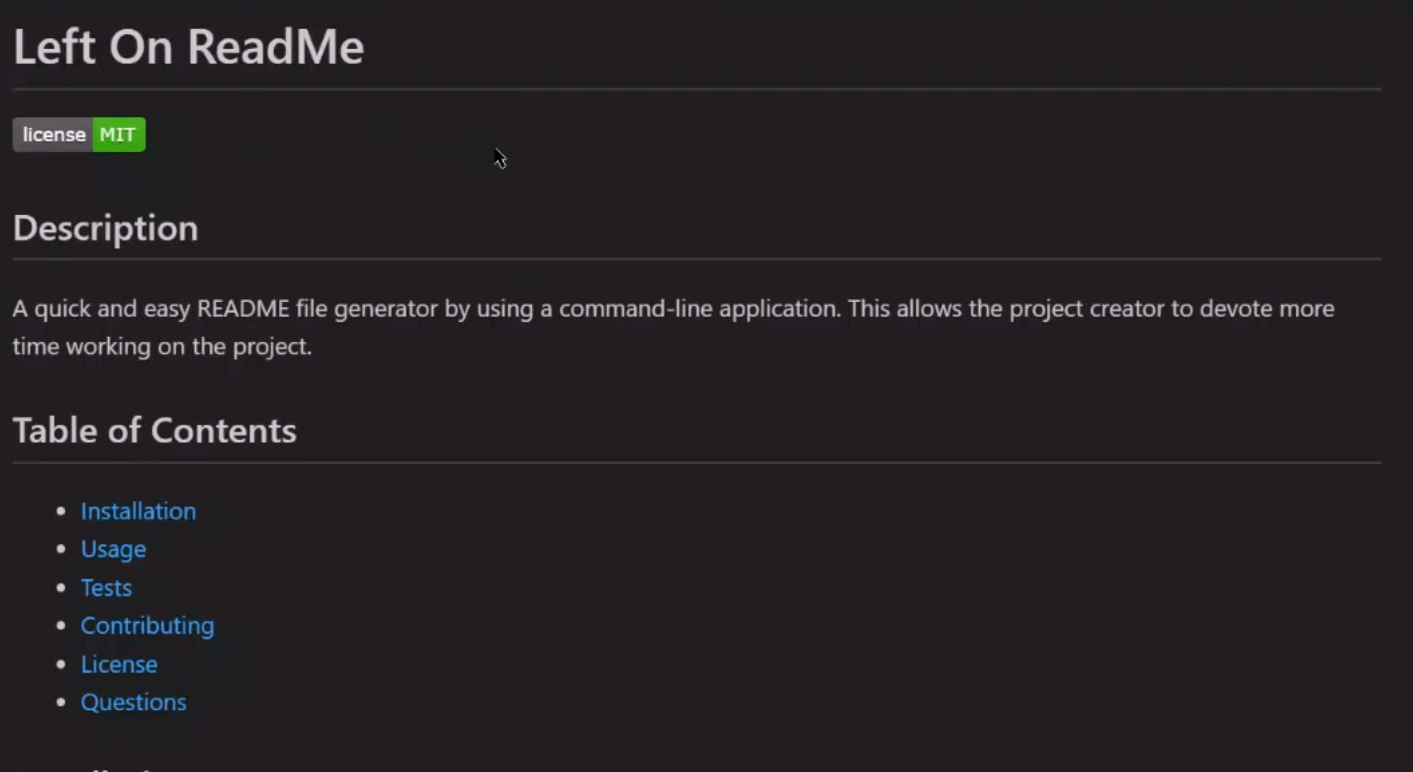 Left On ReadMe
license MIT
Description
A quick and easy README file generator by using a command-line application. This allows the project creator to devote more
time working on the project.
Table of Contents
Installation
Usage
Tests
Contributing
License
Questions